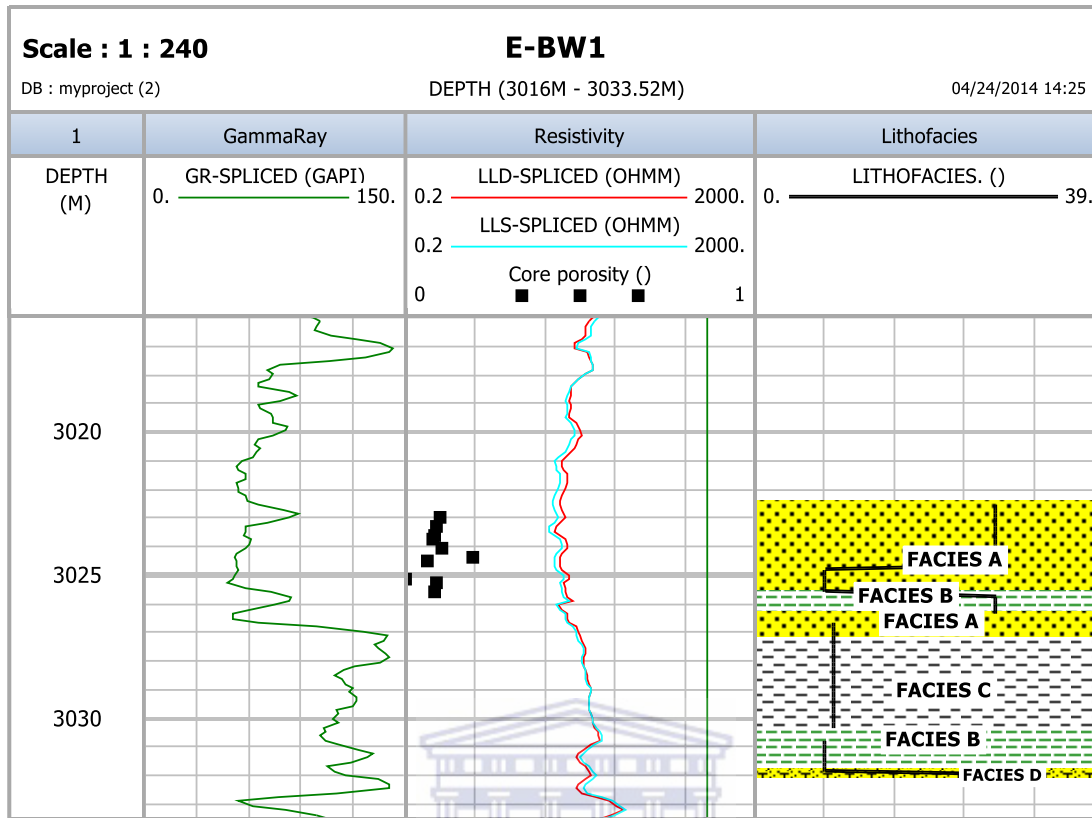 Scale : 1 : 240
E-BW1
DB : myproject (2)
DEPTH (3016M - 3033.52M)
04/24/2014 14:25
1
GammaRay
Resistivity
Lithofacies
DEPTH
(M)
GR-SPLICED (GAPI)
0. 150.
LLD-SPLICED (OHMM)
0.2 2000.
LLS-SPLICED (OHMM)
0.2 2000.
Core porosity ()
0 1
LITHOFACIES. ()
0. 39.
3020
3025
3030
FACIES A
FACIES B
FACIES A
FACIES C
FACIES B
FACIES D